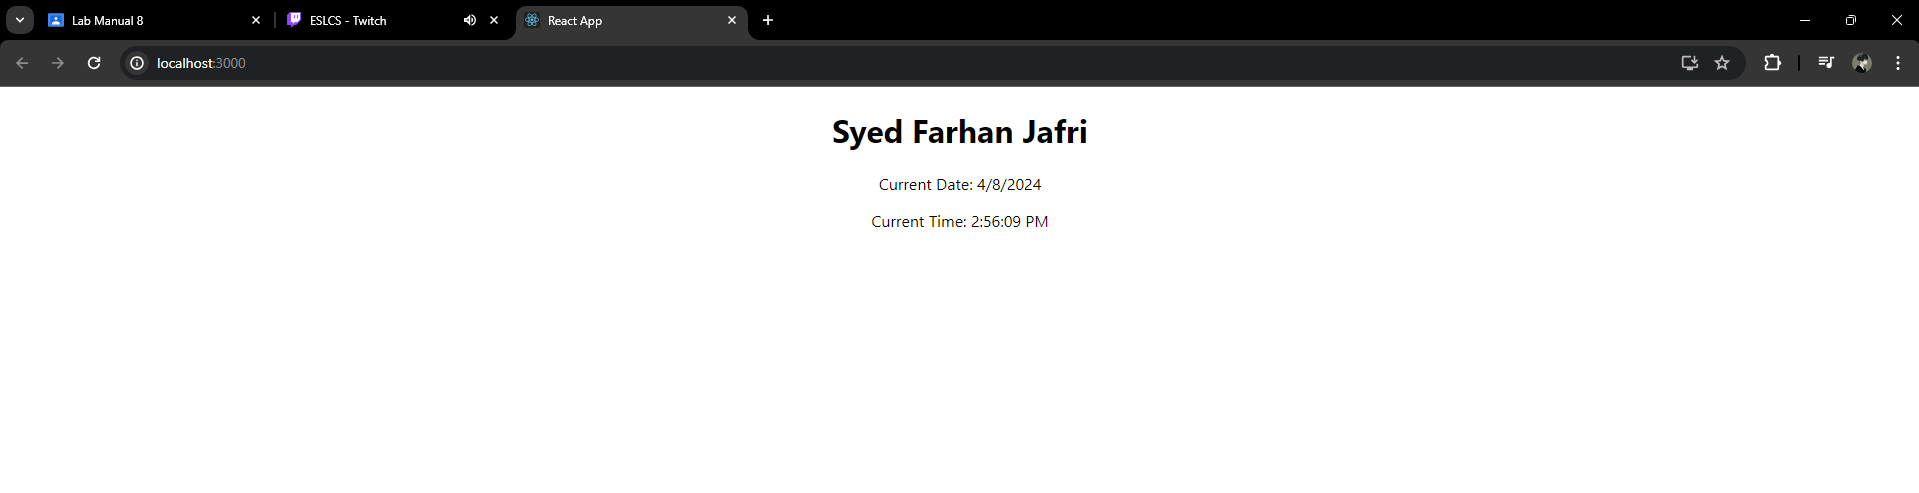 Lab Manual 8
ESLCS - Twitch
React App
localhost:3000
Syed Farhan Jafri
Current Date: 4/8/2024
Current Time: 2:56:09 PM